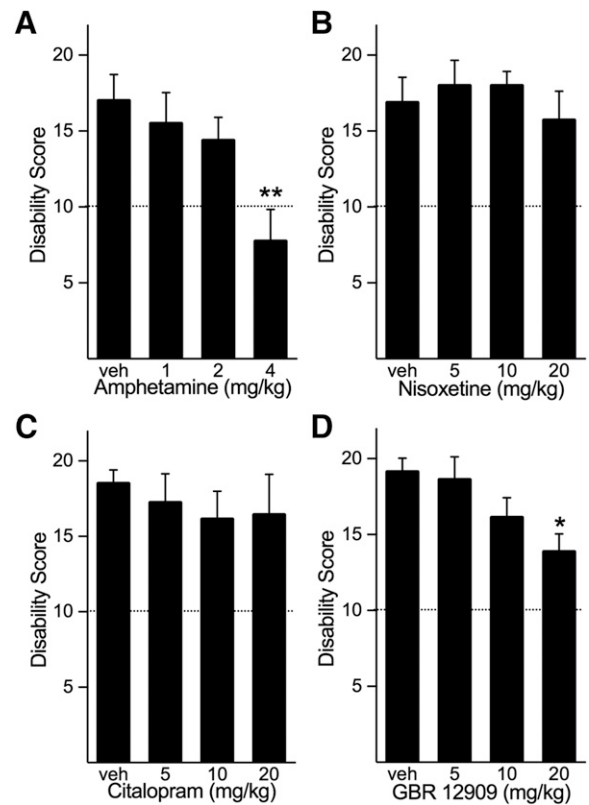 A
20
15
10
5
Disability Score
**
veh 1 2 4
Amphetamine (mg/kg)
B
20
15
10
5
Disability Score
veh 5 10 20
Nisoxetine (mg/kg)
C
20
15
10
5
Disability Score
veh 5 10 20
Citalopram (mg/kg)
D
20
15
10
5
Disability Score
*
veh 5 10 20
GBR 12909 (mg/kg)